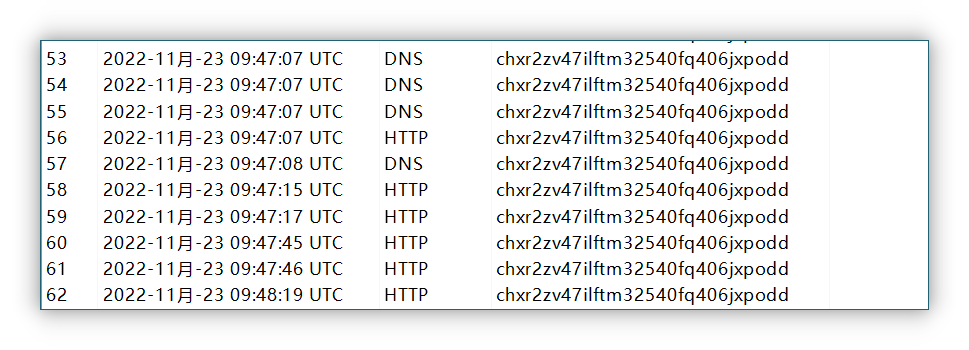 53 2022-11月-23 09:47:07 UTC DNS chxr2zv47ilftm32540fq406jxpodd
54 2022-11月-23 09:47:07 UTC DNS chxr2zv47ilftm32540fq406jxpodd
55 2022-11月-23 09:47:07 UTC DNS chxr2zv47ilftm32540fq406jxpodd
56 2022-11月-23 09:47:07 UTC HTTP chxr2zv47ilftm32540fq406jxpodd
57 2022-11月-23 09:47:08 UTC DNS chxr2zv47ilftm32540fq406jxpodd
58 2022-11月-23 09:47:15 UTC HTTP chxr2zv47ilftm32540fq406jxpodd
59 2022-11月-23 09:47:17 UTC HTTP chxr2zv47ilftm32540fq406jxpodd
60 2022-11月-23 09:47:45 UTC HTTP chxr2zv47ilftm32540fq406jxpodd
61 2022-11月-23 09:47:46 UTC HTTP chxr2zv47ilftm32540fq406jxpodd
62 2022-11月-23 09:48:19 UTC HTTP chxr2zv47ilftm32540fq406jxpodd